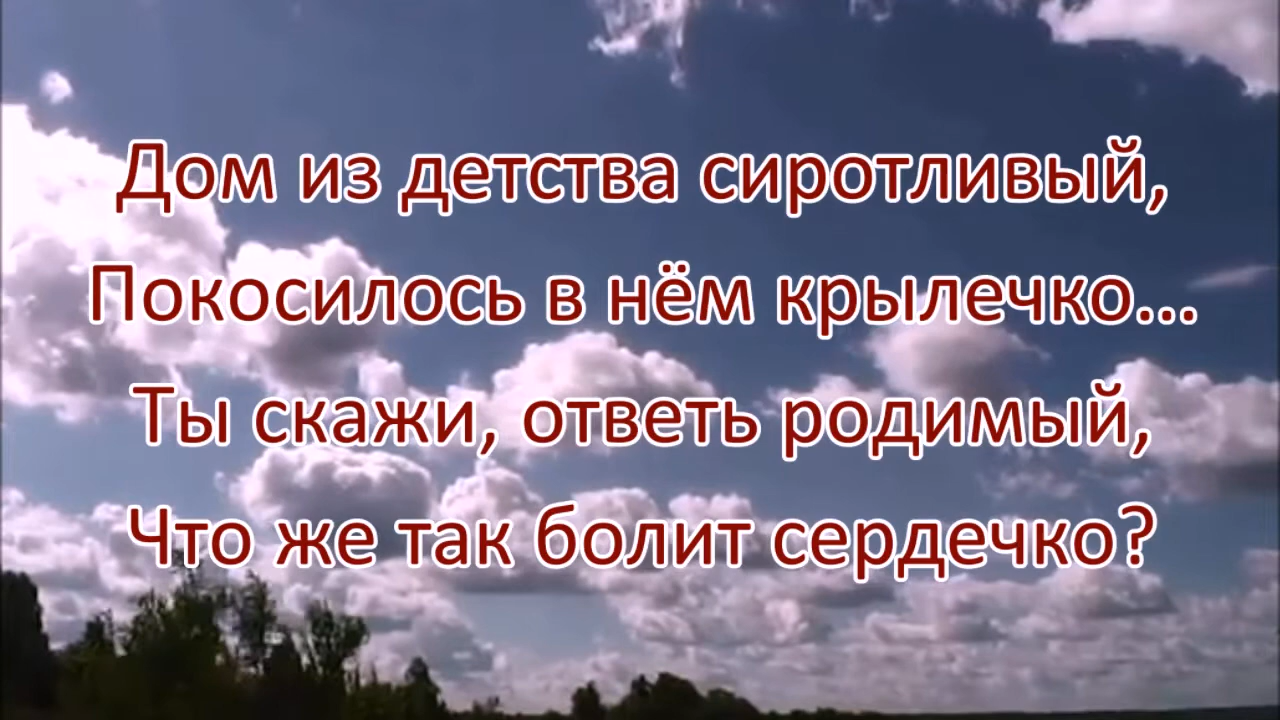 Дом из детства сиротливый,
Покосилось в нём крылечко...
Ты скажи, ответь родимый,
Что же так болит сердечко?